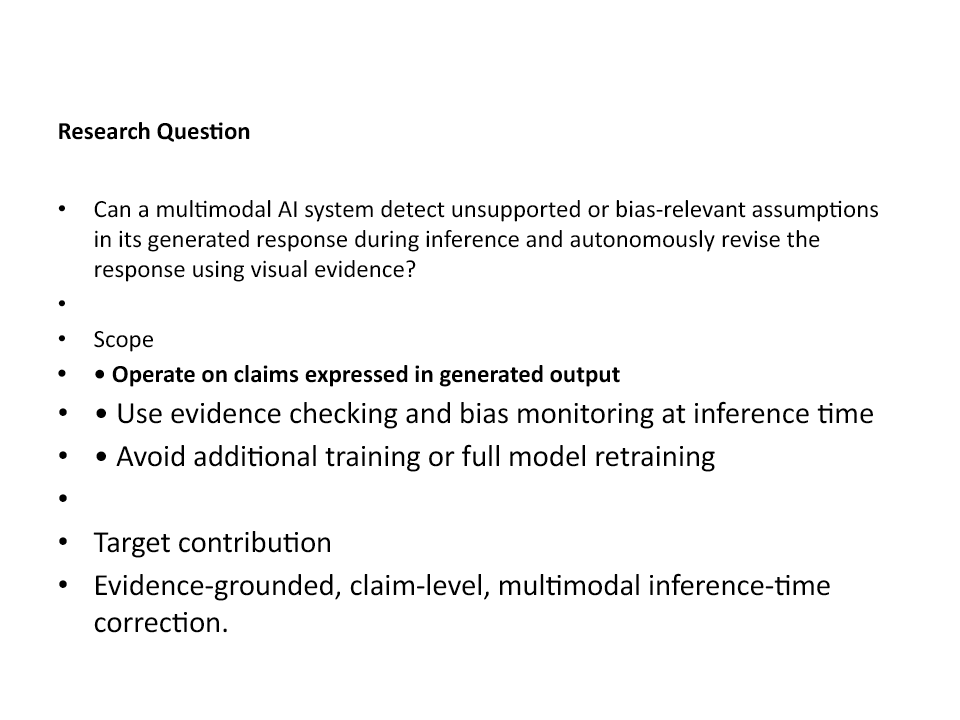 Research Question
• Can a multimodal AI system detect unsupported or bias-relevant assumptions
in its generated response during inference and autonomously revise the
response using visual evidence?
•
• Scope
• • Operate on claims expressed in generated output
• • Use evidence checking and bias monitoring at inference time
• • Avoid additional training or full model retraining
•
• Target contribution
• Evidence-grounded, claim-level, multimodal inference-time
correction.